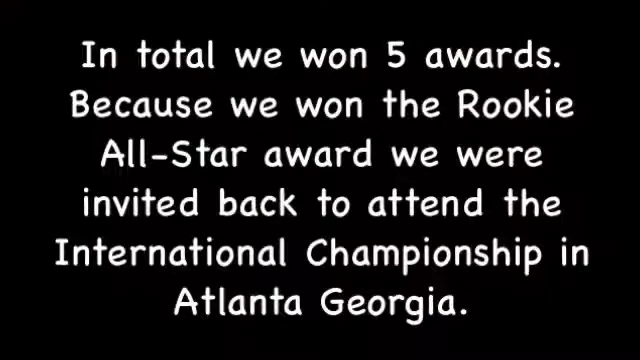 In total we won 5 awards.
Because we won the Rookie
All-Star award we were
invited back to attend the
International Championship in
Atlanta Georgia.